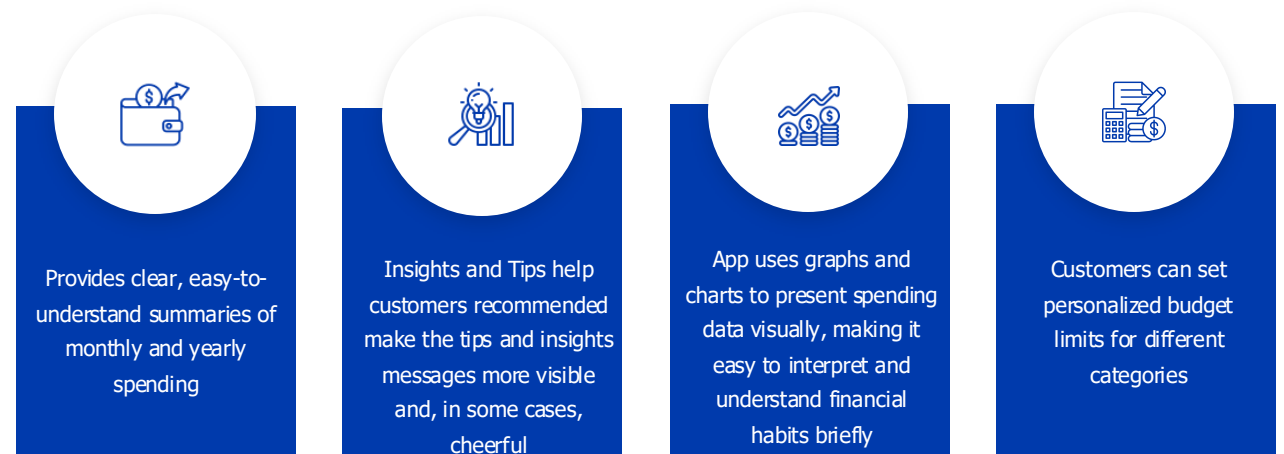 Provides clear, easy-to-
understand summaries of
monthly and yearly
spending
Insights and Tips help
customers recommended
make the tips and insights
messages more visible
and, in some cases,
cheerful
App uses graphs and
charts to present spending
data visually, making it
easy to interpret and
understand financial
habits briefly
Customers can set
personalized budget
limits for different
categories